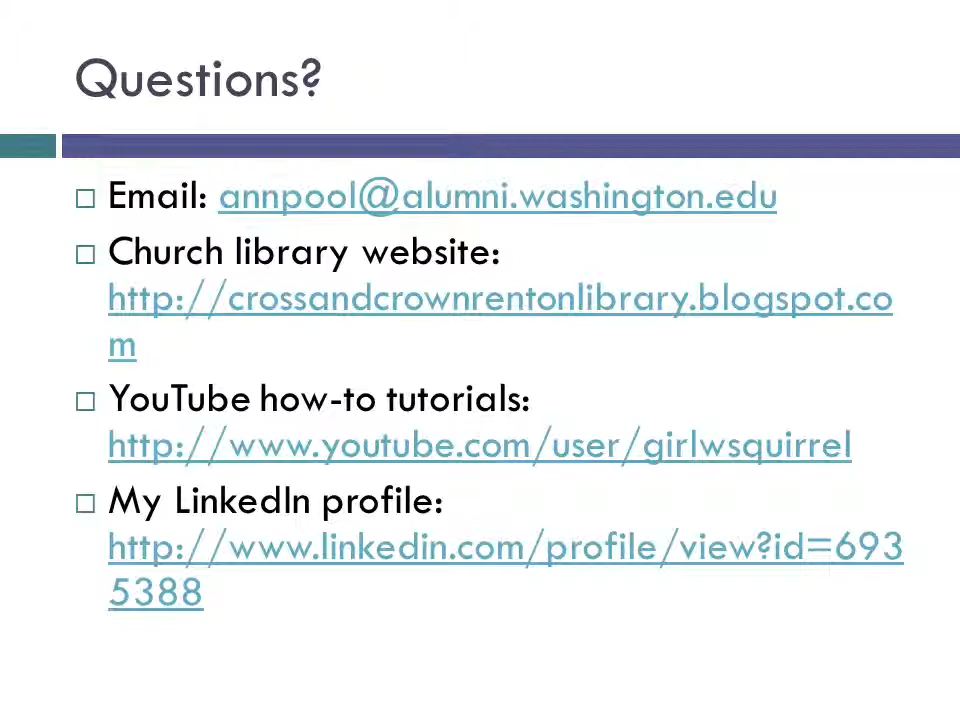 Questions?
Email: annpool@alumni.washington.edu
Church library website:
http://crossandcrownrentonlibrary.blogspot.co
m
YouTube how-to tutorials:
http://www.youtube.com/user/girlwsquirrel
My LinkedIn profile:
http://www.linkedin.com/profile/view?id=693
5388